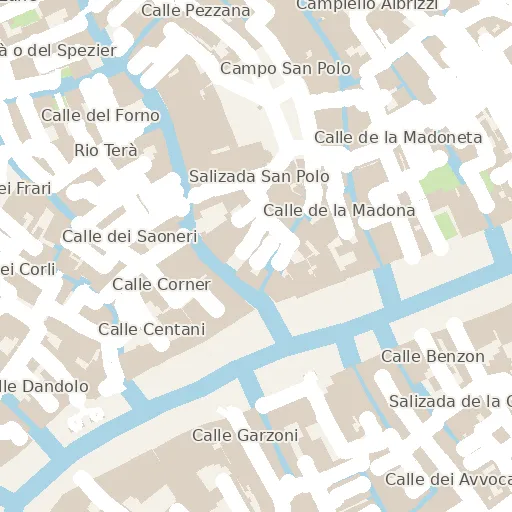 Campiello Albrizzi
Calle Pezzana
à o del Spezier
Campo San Polo
Calle del Forno
Calle de la Madoneta
Rio Terà
Salizada San Polo
ei Frari
Calle de la Madona
Calle dei Saoneri
ei Corli
Calle Corner
Calle Centani
Calle Benzon
lle Dandolo
Salizada de la
Calle Garzoni
Calle dei Avvoca